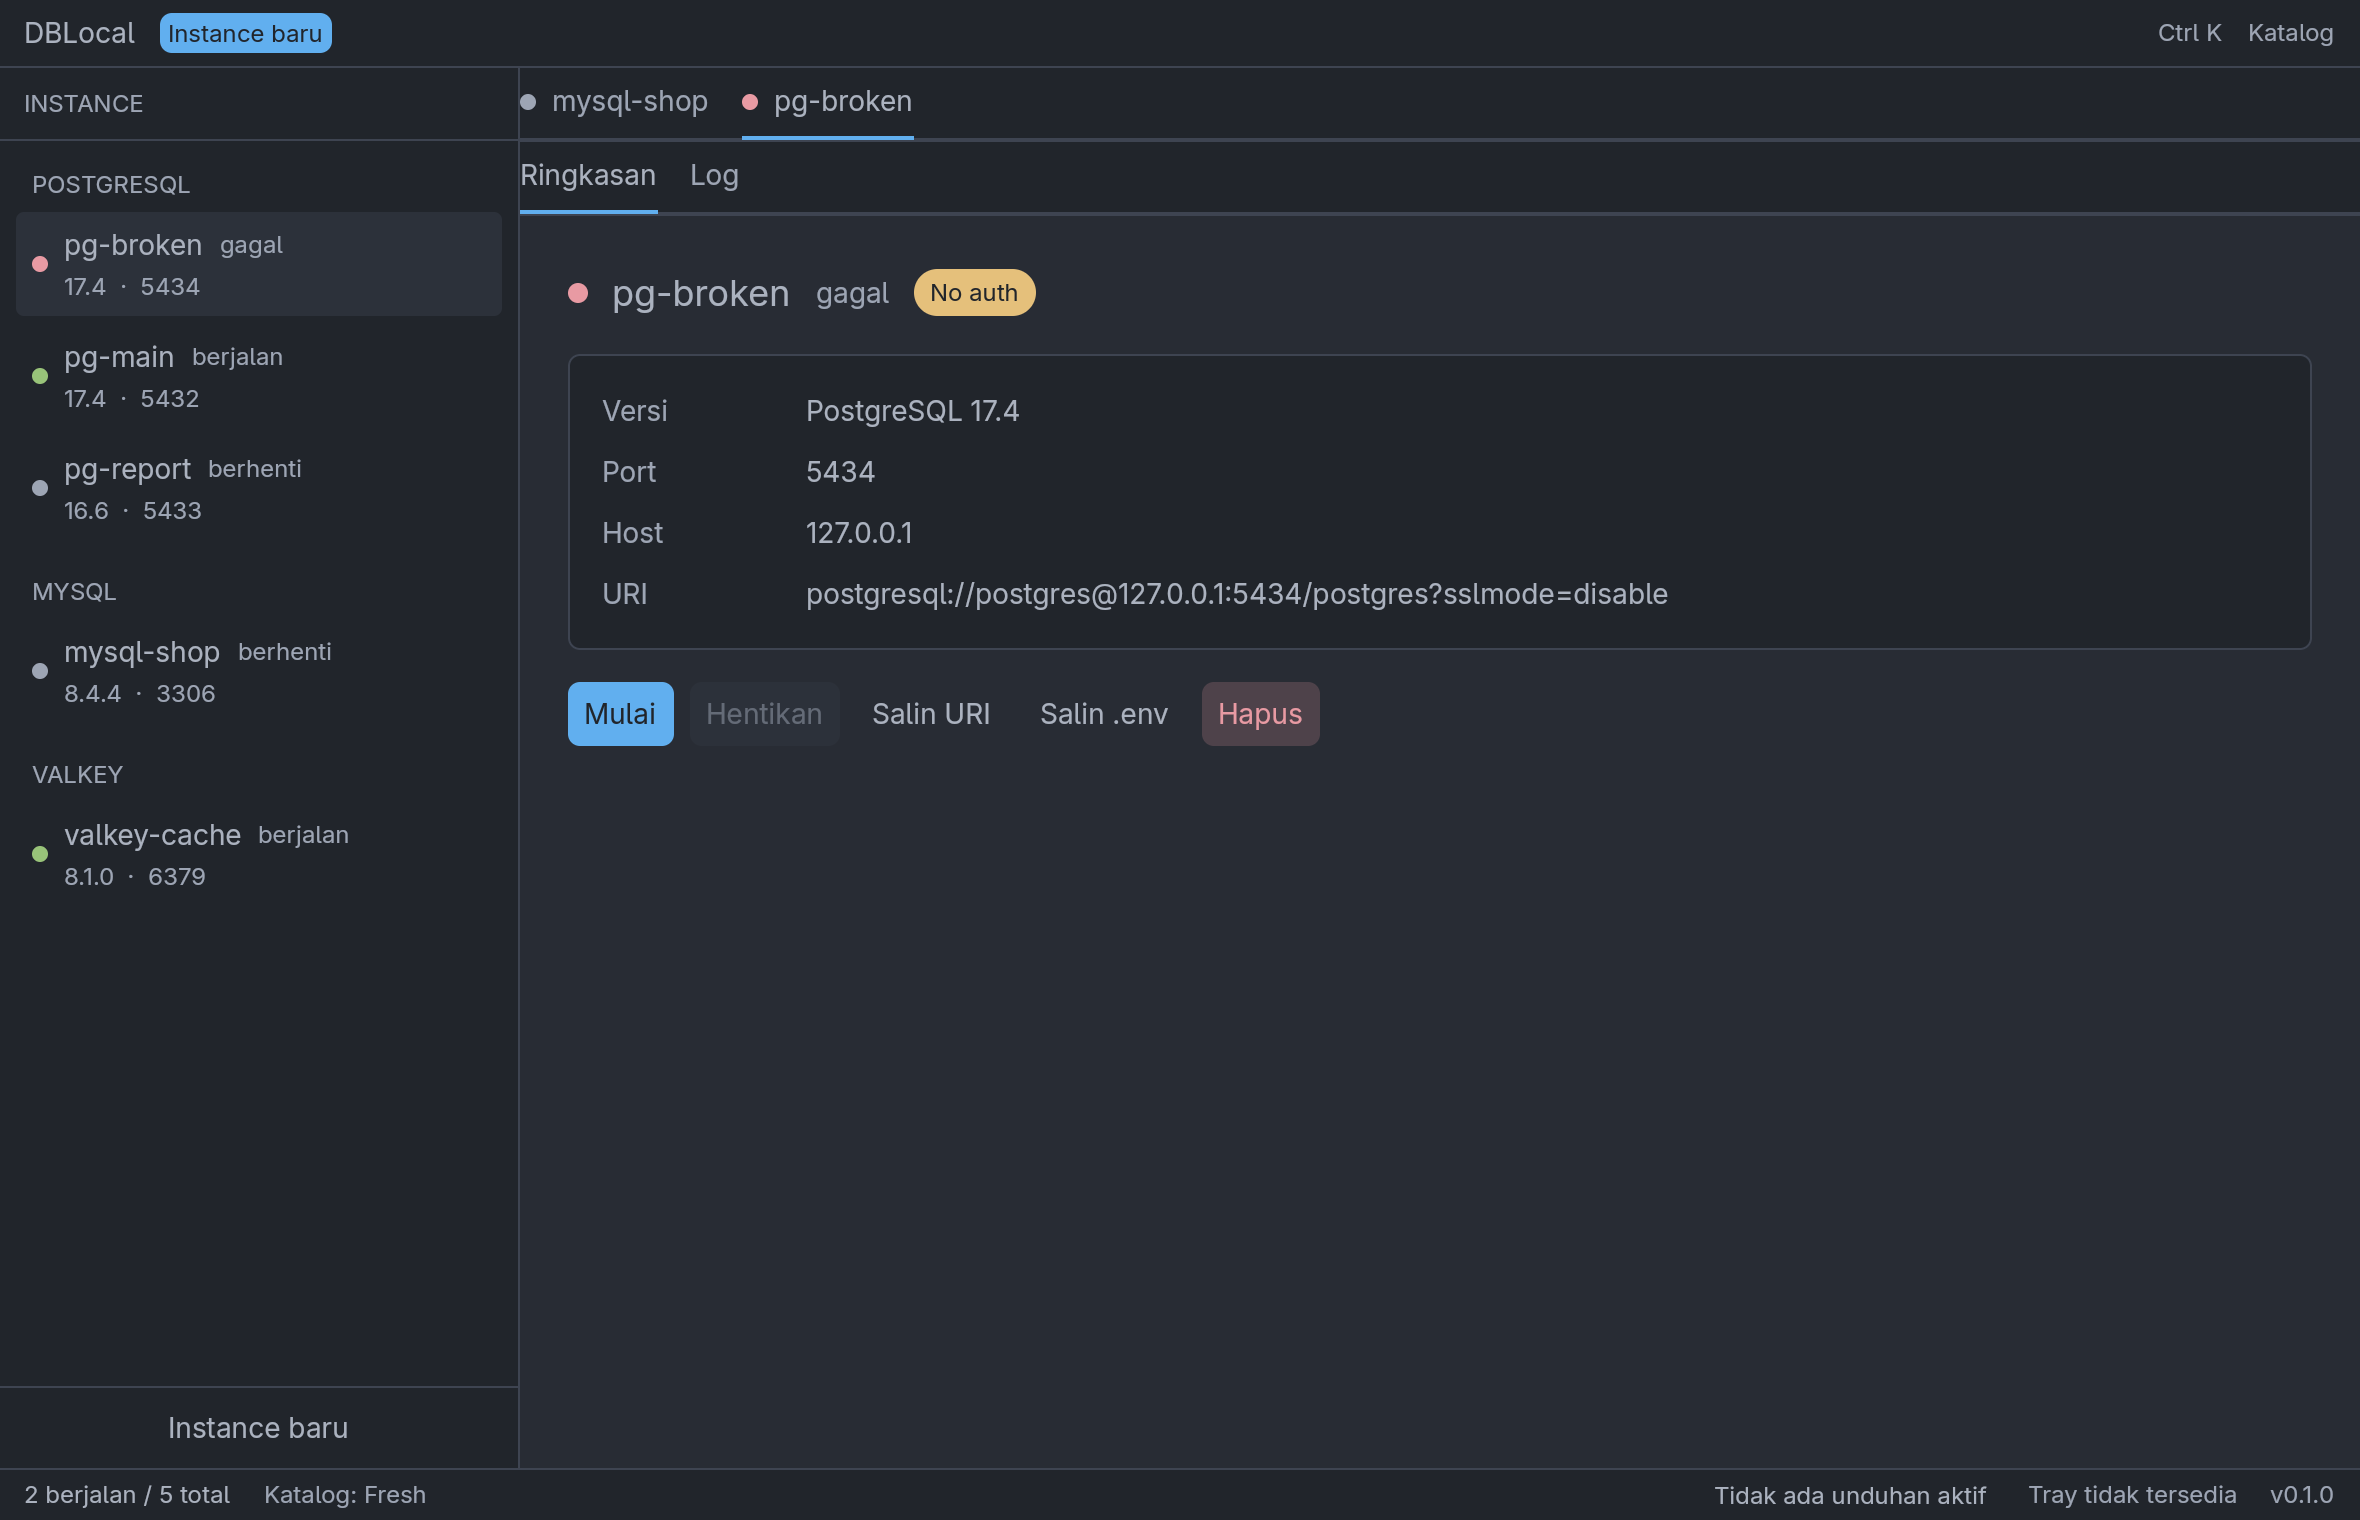 DBLocal Instance baru Ctrl K Katalog
INSTANCE
POSTGRESQL
pg-broken gagal
17.4 · 5434
pg-main berjalan
17.4 · 5432
pg-report berhenti
16.6 · 5433
MYSQL
mysql-shop berhenti
8.4.4 · 3306
VALKEY
valkey-cache berjalan
8.1.0 · 6379
Instance baru
mysql-shop pg-broken
Ringkasan Log
pg-broken gagal No auth
Versi PostgreSQL 17.4
Port 5434
Host 127.0.0.1
URI postgresql://postgres@127.0.0.1:5434/postgres?sslmode=disable
Mulai Hentikan Salin URI Salin .env Hapus
2 berjalan / 5 total Katalog: Fresh Tidak ada unduhan aktif Tray tidak tersedia v0.1.0